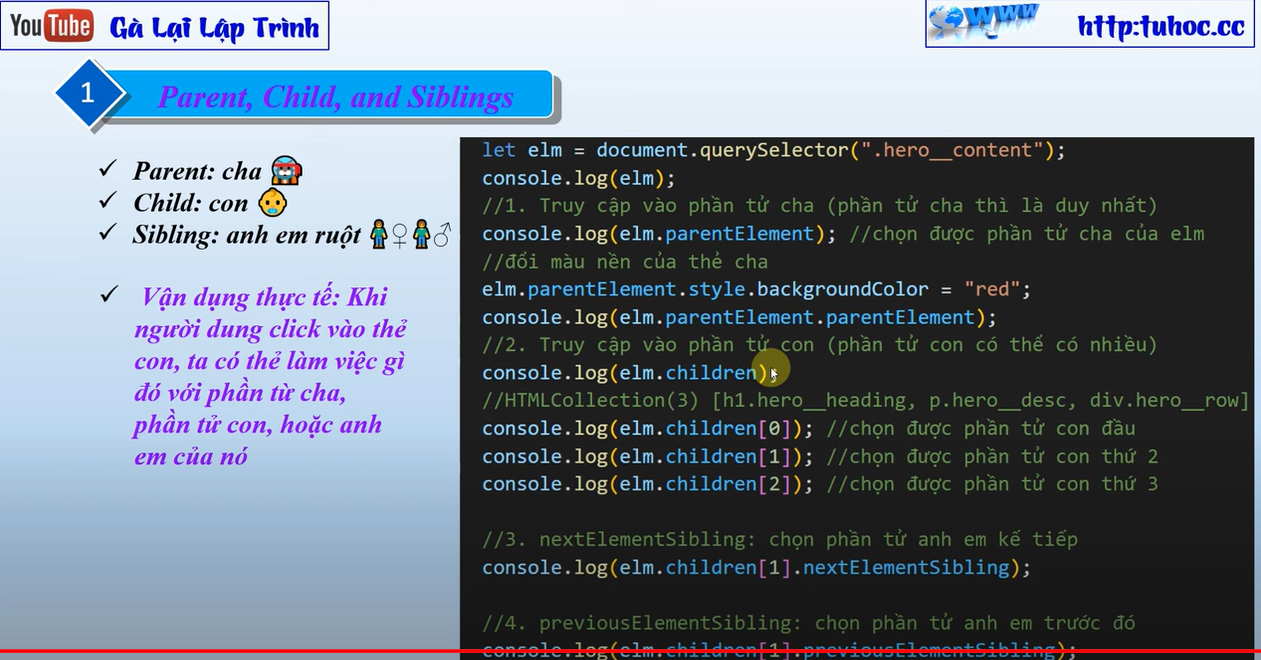 YouTube Gà Lại Lập Trình
WWW http:tuhoc.cc
1 Parent, Child, and Siblings
Parent: cha
Child: con
Sibling: anh em ruột
Vận dụng thực tế: Khi
người dung click vào thẻ
con, ta có thẻ làm việc gì
đó với phần từ cha,
phần tử con, hoặc anh
em của nó
let elm = document.querySelector(".hero__content");
console.log(elm);
//1. Truy cập vào phần tử cha (phần tử cha thì là duy nhất)
console.log(elm.parentElement); //chọn được phần tử cha của elm
//đổi màu nền của thẻ cha
elm.parentElement.style.backgroundColor = "red";
console.log(elm.parentElement.parentElement);
//2. Truy cập vào phần tử con (phần tử con có thể có nhiều)
console.log(elm.children);
//HTMLCollection(3) [h1.hero__heading, p.hero__desc, div.hero__row]
console.log(elm.children[0]); //chọn được phần tử con đầu
console.log(elm.children[1]); //chọn được phần tử con thứ 2
console.log(elm.children[2]); //chọn được phần tử con thứ 3
//3. nextElementSibling: chọn phần tử anh em kế tiếp
console.log(elm.children[1].nextElementSibling);
//4. previousElementSibling: chọn phần tử anh em trước đó
console.log(elm.children[1].previousElementSibling);